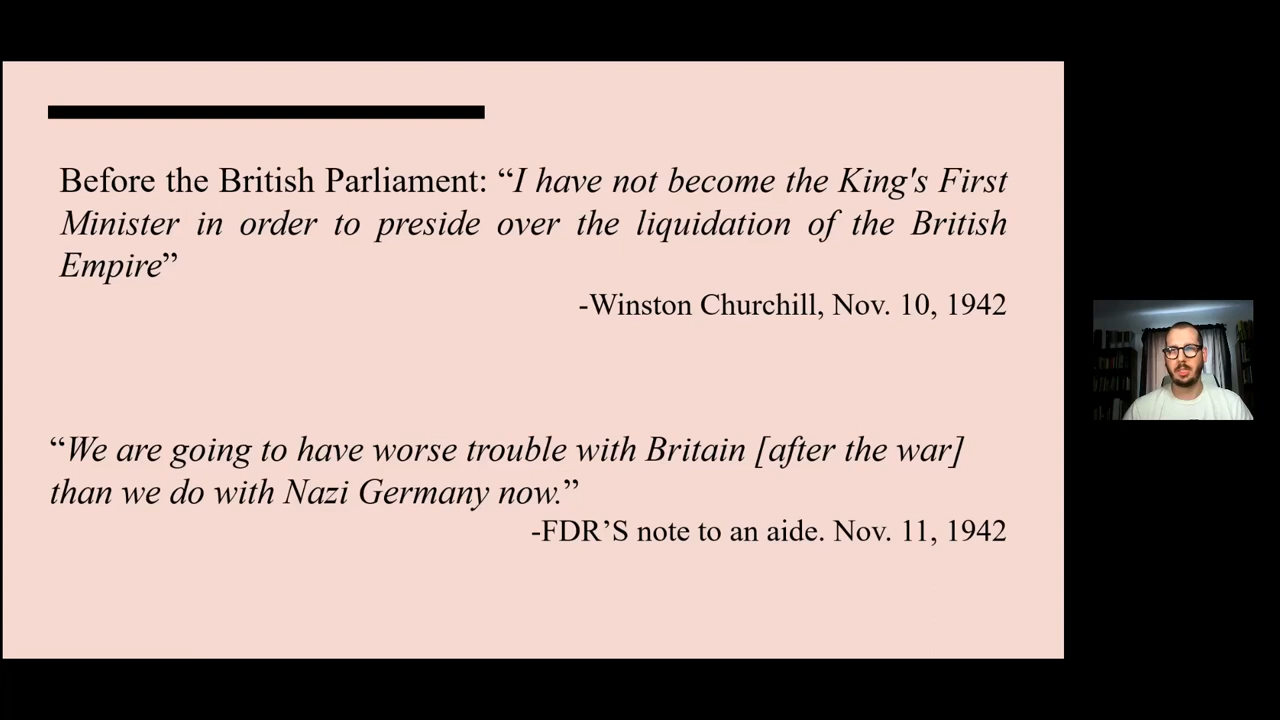 Before the British Parliament: “I have not become the King's First
Minister in order to preside over the liquidation of the British
Empire”
-Winston Churchill, Nov. 10, 1942
“We are going to have worse trouble with Britain [after the war]
than we do with Nazi Germany now.”
-FDR’S note to an aide. Nov. 11, 1942